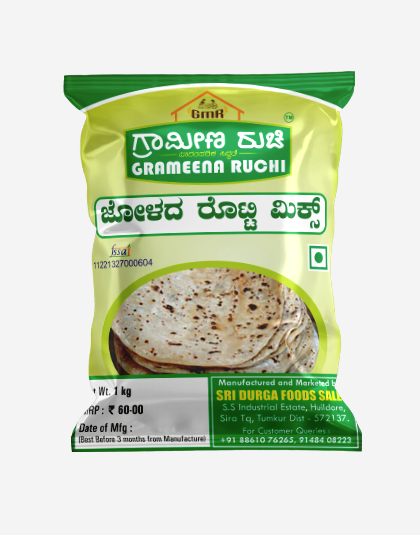 GMR
TM
ಗ್ರಾಮೀಣ ರುಚಿ
GRAMEENA RUCHI
ಜೋಳದ ರೊಟ್ಟಿ ಮಿಕ್ಸ್
fssai
11221327000604
Wt. 1 kg
MRP : ₹ 60-00
Date of Mfg :
(Best Before 3 months from Manufacture)
Manufactured and Marketed by
SRI DURGA FOODS SAL
S.S Industrial Estate, Hulldore,
Sira Tq, Tumkur Dist - 572137.
For Customer Queries :
+91 88610 76265, 91484 08223